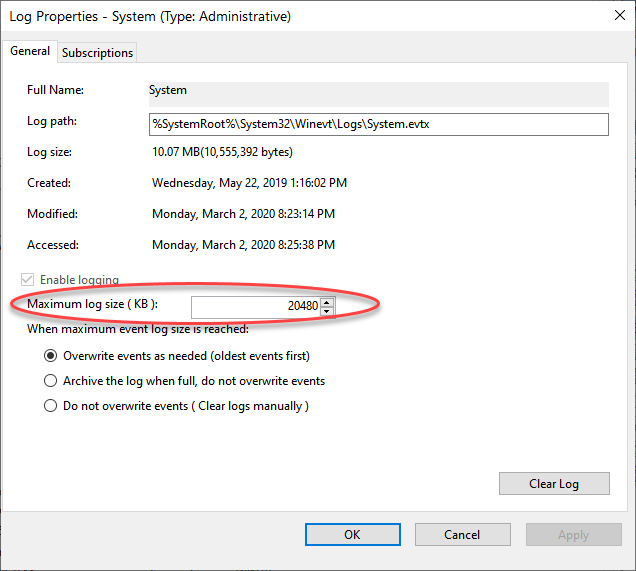 Log Properties - System (Type: Administrative)
General Subscriptions
Full Name: System
Log path: %SystemRoot%\System32\Winevt\Logs\System.evtx
Log size: 10.07 MB(10,555,392 bytes)
Created: Wednesday, May 22, 2019 1:16:02 PM
Modified: Monday, March 2, 2020 8:23:14 PM
Accessed: Monday, March 2, 2020 8:25:38 PM
Enable logging
Maximum log size ( KB ): 20480
When maximum event log size is reached:
Overwrite events as needed (oldest events first)
Archive the log when full, do not overwrite events
Do not overwrite events ( Clear logs manually )
Clear Log
OK Cancel Apply